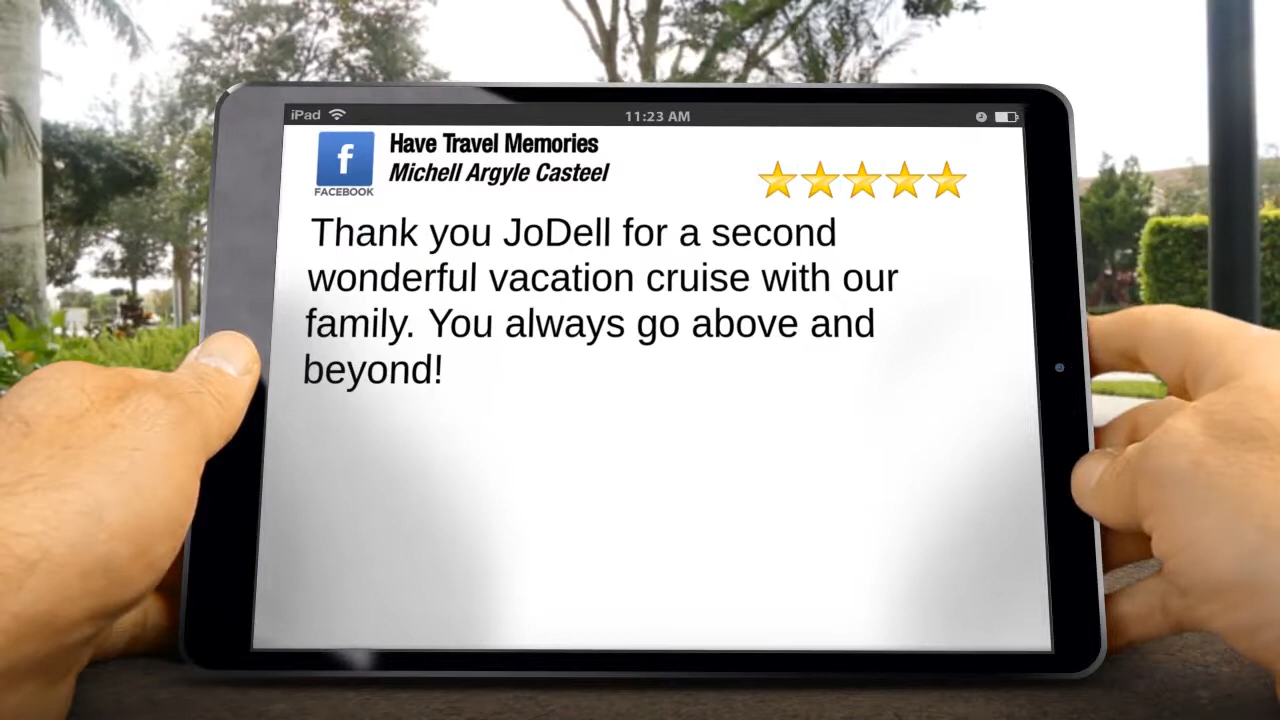 iPad 11:23 AM
f
FACEBOOK
Have Travel Memories
Michell Argyle Casteel
Thank you JoDell for a second
wonderful vacation cruise with our
family. You always go above and
beyond!